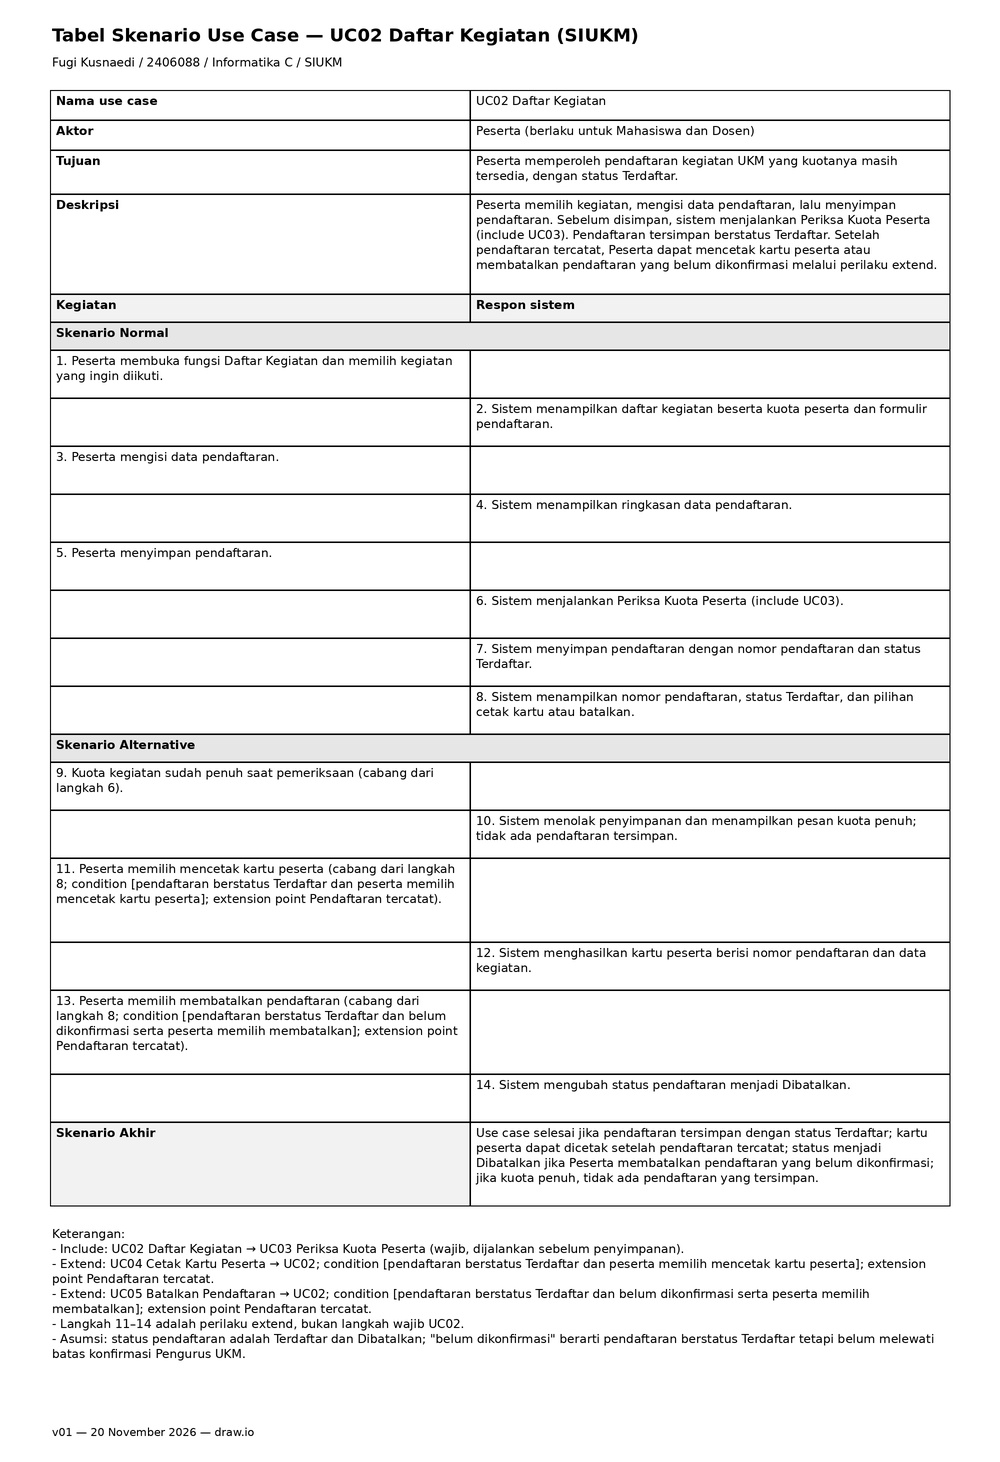 Tabel Skenario Use Case — UC02 Daftar Kegiatan (SIUKM)
Fugi Kusnaedi / 2406088 / Informatika C / SIUKM
Nama use case
UC02 Daftar Kegiatan
Aktor
Peserta (berlaku untuk Mahasiswa dan Dosen)
Tujuan
Peserta memperoleh pendaftaran kegiatan UKM yang kuotanya masih
tersedia, dengan status Terdaftar.
Deskripsi
Peserta memilih kegiatan, mengisi data pendaftaran, lalu menyimpan
pendaftaran. Sebelum disimpan, sistem menjalankan Periksa Kuota Peserta
(include UC03). Pendaftaran tersimpan berstatus Terdaftar. Setelah
pendaftaran tercatat, Peserta dapat mencetak kartu peserta atau
membatalkan pendaftaran yang belum dikonfirmasi melalui perilaku extend.
Kegiatan
Respon sistem
Skenario Normal
1. Peserta membuka fungsi Daftar Kegiatan dan memilih kegiatan
yang ingin diikuti.
2. Sistem menampilkan daftar kegiatan beserta kuota peserta dan formulir
pendaftaran.
3. Peserta mengisi data pendaftaran.
4. Sistem menampilkan ringkasan data pendaftaran.
5. Peserta menyimpan pendaftaran.
6. Sistem menjalankan Periksa Kuota Peserta (include UC03).
7. Sistem menyimpan pendaftaran dengan nomor pendaftaran dan status
Terdaftar.
8. Sistem menampilkan nomor pendaftaran, status Terdaftar, dan pilihan
cetak kartu atau batalkan.
Skenario Alternative
9. Kuota kegiatan sudah penuh saat pemeriksaan (cabang dari
langkah 6).
10. Sistem menolak penyimpanan dan menampilkan pesan kuota penuh;
tidak ada pendaftaran tersimpan.
11. Peserta memilih mencetak kartu peserta (cabang dari langkah
8; condition [pendaftaran berstatus Terdaftar dan peserta memilih
mencetak kartu peserta]; extension point Pendaftaran tercatat).
12. Sistem menghasilkan kartu peserta berisi nomor pendaftaran dan data
kegiatan.
13. Peserta memilih membatalkan pendaftaran (cabang dari
langkah 8; condition [pendaftaran berstatus Terdaftar dan belum
dikonfirmasi serta peserta memilih membatalkan]; extension point
Pendaftaran tercatat).
14. Sistem mengubah status pendaftaran menjadi Dibatalkan.
Skenario Akhir
Use case selesai jika pendaftaran tersimpan dengan status Terdaftar; kartu
peserta dapat dicetak setelah pendaftaran tercatat; status menjadi
Dibatalkan jika Peserta membatalkan pendaftaran yang belum dikonfirmasi;
jika kuota penuh, tidak ada pendaftaran yang tersimpan.
Keterangan:
- Include: UC02 Daftar Kegiatan → UC03 Periksa Kuota Peserta (wajib, dijalankan sebelum penyimpanan).
- Extend: UC04 Cetak Kartu Peserta → UC02; condition [pendaftaran berstatus Terdaftar dan peserta memilih mencetak kartu peserta]; extension
point Pendaftaran tercatat.
- Extend: UC05 Batalkan Pendaftaran → UC02; condition [pendaftaran berstatus Terdaftar dan belum dikonfirmasi serta peserta memilih
membatalkan]; extension point Pendaftaran tercatat.
- Langkah 11–14 adalah perilaku extend, bukan langkah wajib UC02.
- Asumsi: status pendaftaran adalah Terdaftar dan Dibatalkan; "belum dikonfirmasi" berarti pendaftaran berstatus Terdaftar tetapi belum melewati
batas konfirmasi Pengurus UKM.
v01 — 20 November 2026 — draw.io